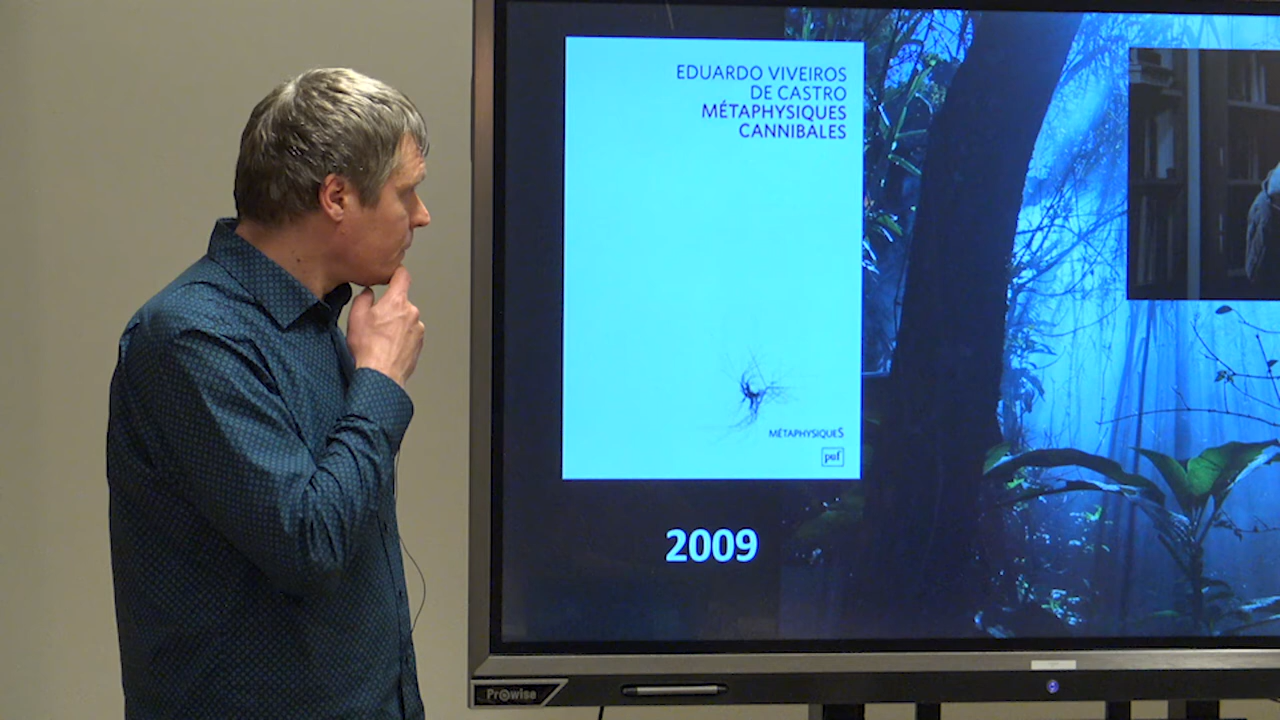 EDUARDO VIVEIROS
DE CASTRO
MÉTAPHYSIQUES
CANNIBALES
MÉTAPHYSIQUES
puf
2009
Prowise